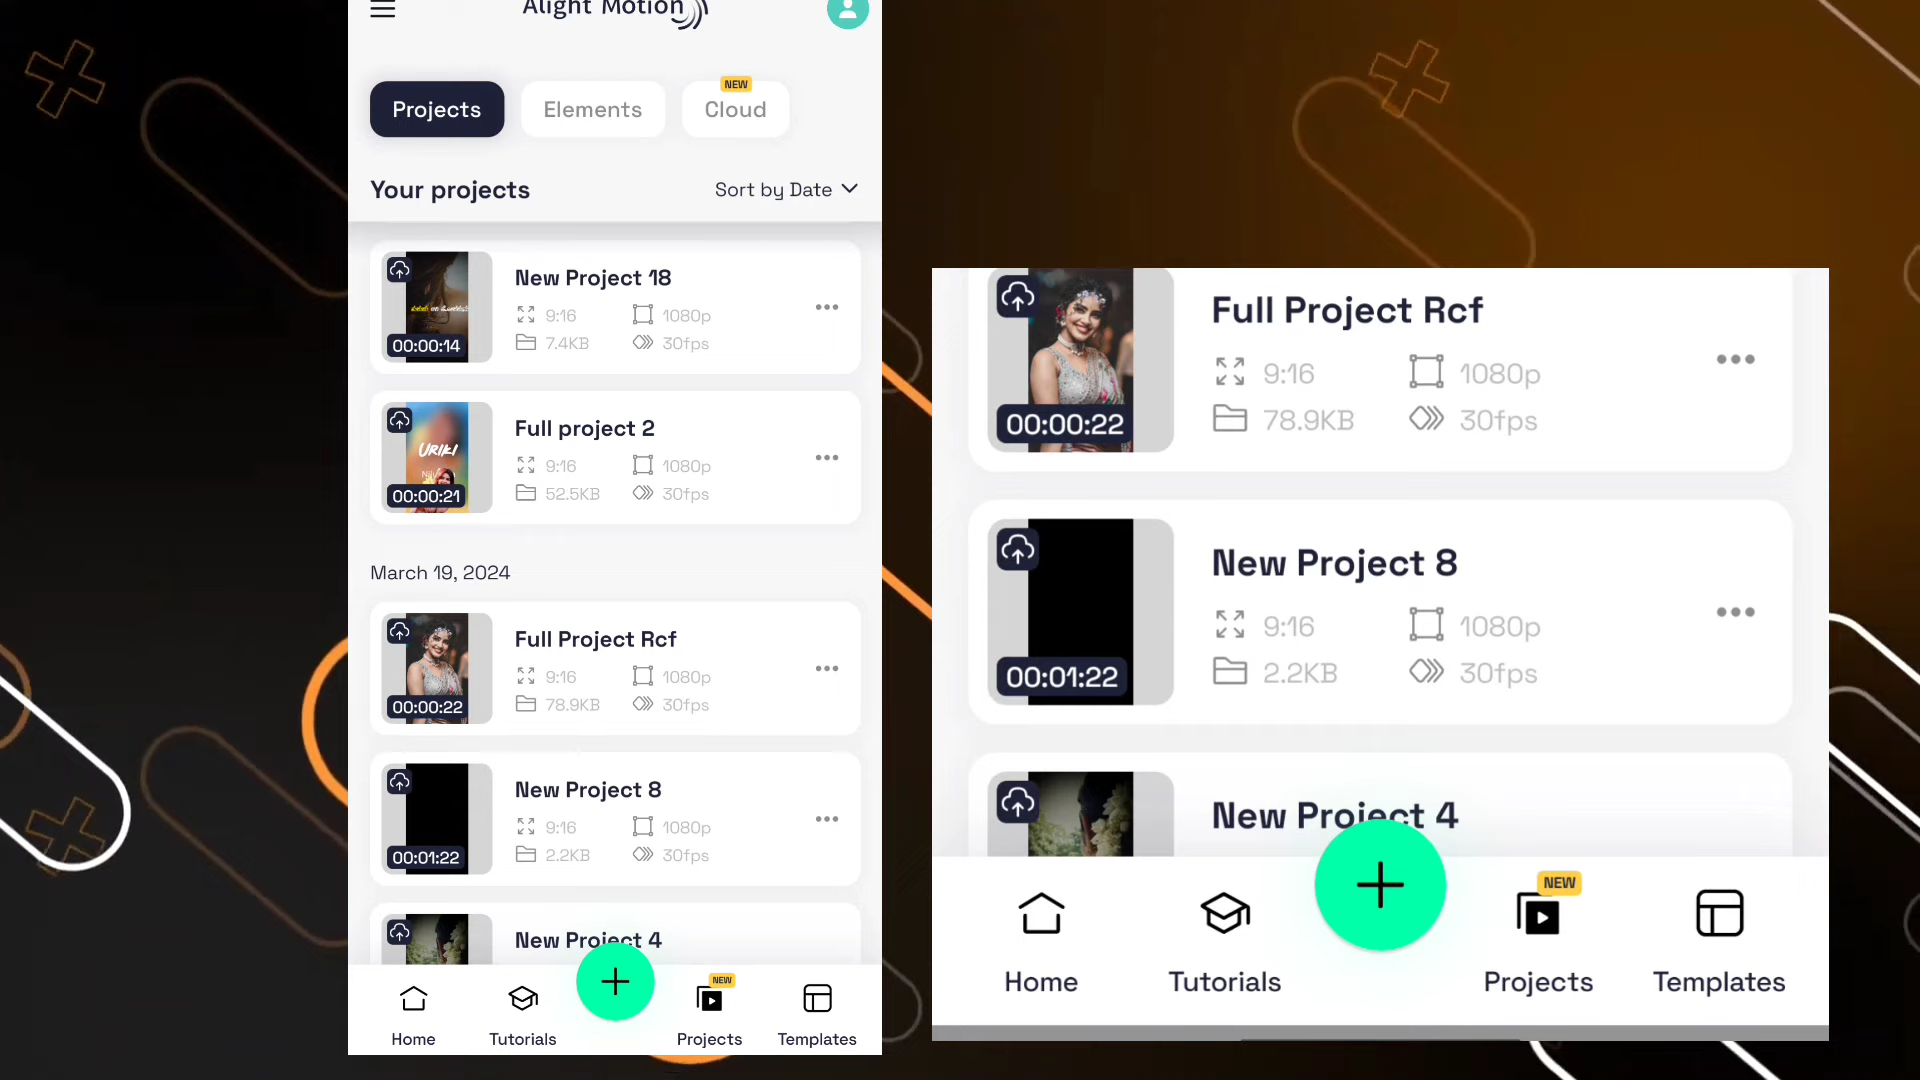 Alight Motion
Projects
Elements
NEW
Cloud
Your projects
Sort by Date
New Project 18
9:16
1080p
7.4KB
30fps
00:00:14
Full project 2
URIKI
9:16
1080p
52.5KB
30fps
00:00:21
March 19, 2024
Full Project Rcf
9:16
1080p
78.9KB
30fps
00:00:22
New Project 8
9:16
1080p
2.2KB
30fps
00:01:22
New Project 4
NEW
Home
Tutorials
Projects
Templates
Full Project Rcf
9:16
1080p
78.9KB
30fps
00:00:22
New Project 8
9:16
1080p
2.2KB
30fps
00:01:22
New Project 4
NEW
Home
Tutorials
Projects
Templates